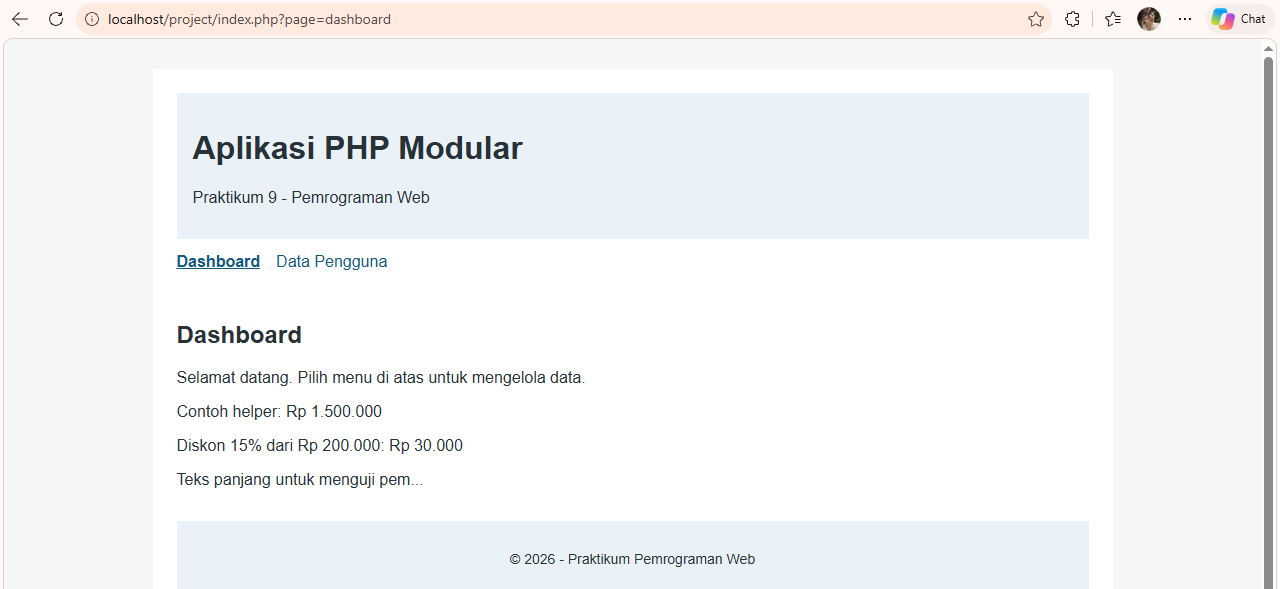 localhost/project/index.php?page=dashboard
Chat
Aplikasi PHP Modular
Praktikum 9 - Pemrograman Web
Dashboard Data Pengguna
Dashboard
Selamat datang. Pilih menu di atas untuk mengelola data.
Contoh helper: Rp 1.500.000
Diskon 15% dari Rp 200.000: Rp 30.000
Teks panjang untuk menguji pem...
© 2026 - Praktikum Pemrograman Web